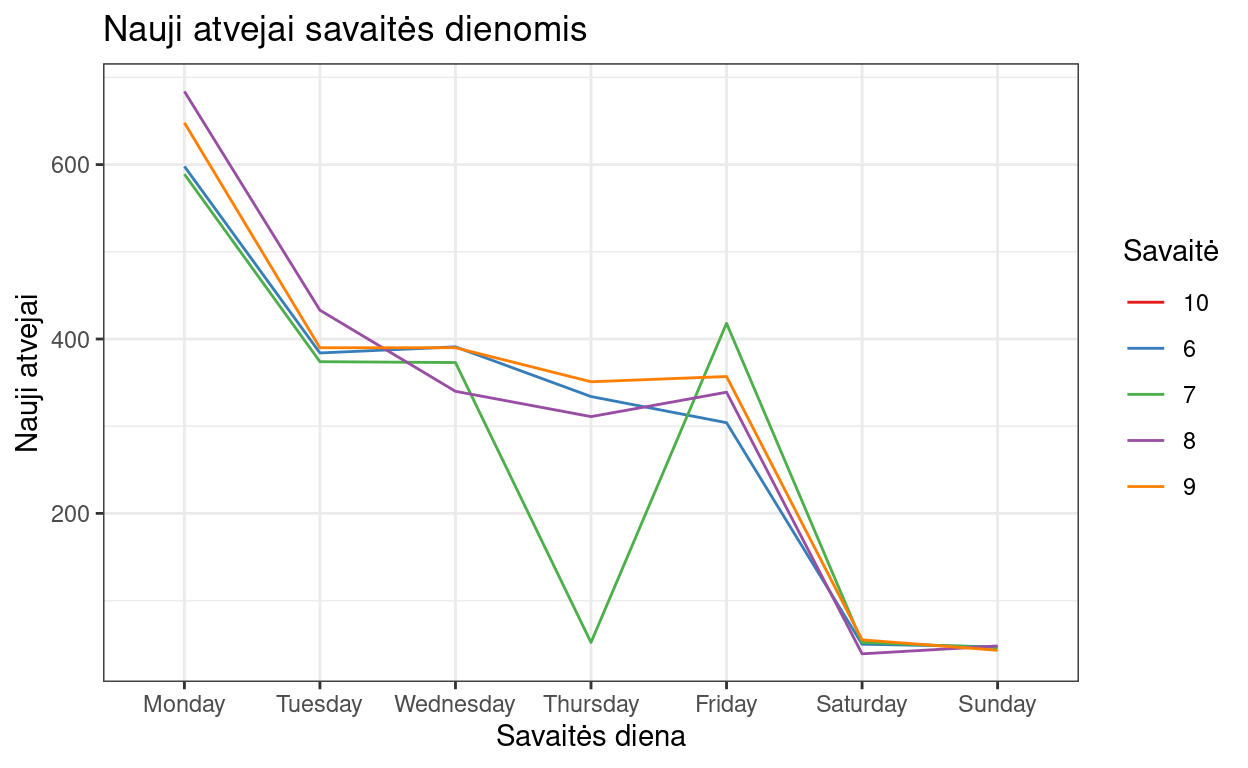 Nauji atvejai savaitės dienomis
Nauji atvejai
600
400
200
Monday Tuesday Wednesday Thursday Friday Saturday Sunday
Savaitės diena
Savaitė
10
6
7
8
9